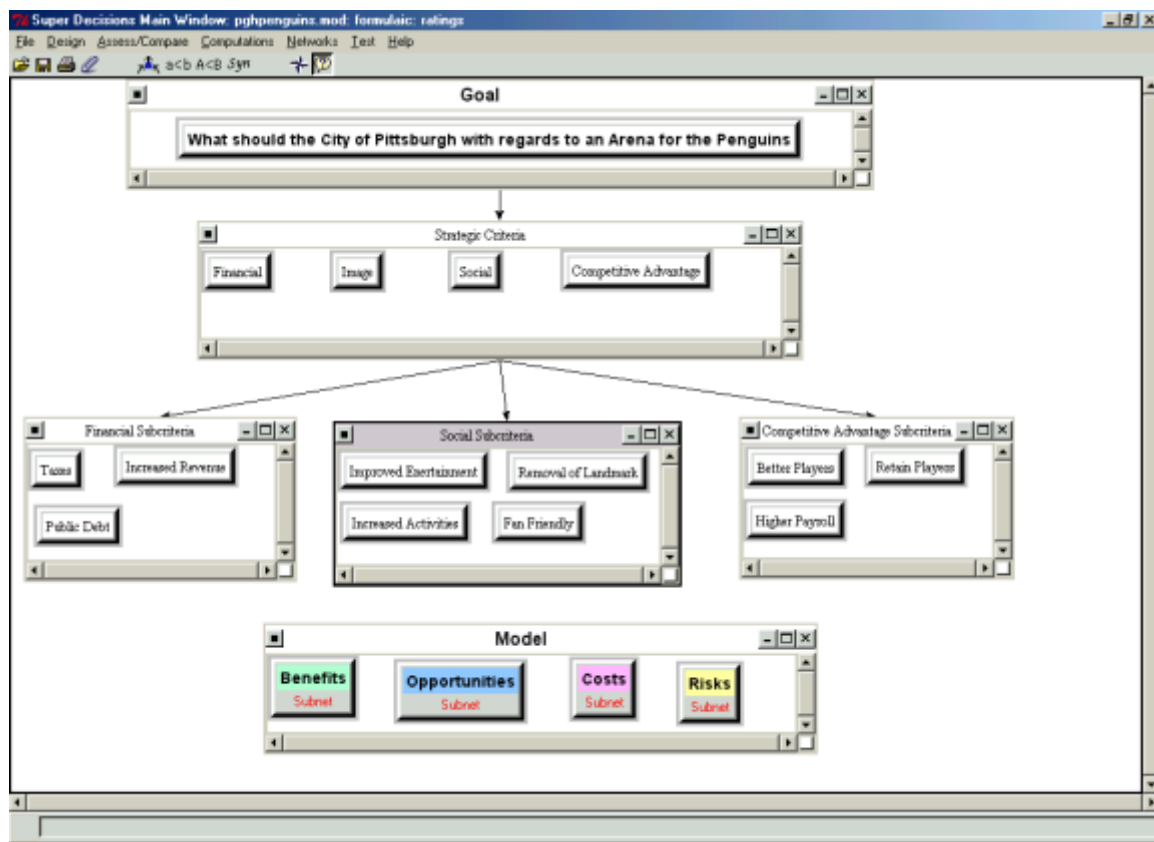 Super Decisions Main Window: pghpenguins.mod: formulaic: ratings
File Design Assess/Compare Computations Networks Test Help
a<b A<B Syn
Goal
What should the City of Pittsburgh with regards to an Arena for the Penguins
Strategic Criteria
Financial Image Social Competitive Advantage
Financial Subcriteria
Taxes Increased Revenue
Public Debt
Social Subcriteria
Improved Enertainment Removal of Landmark
Increased Activities Fan Friendly
Competitive Advantage Subcriteria
Better Players Retain Players
Higher Payroll
Model
Benefits Opportunities Costs Risks
Subnet Subnet Subnet Subnet